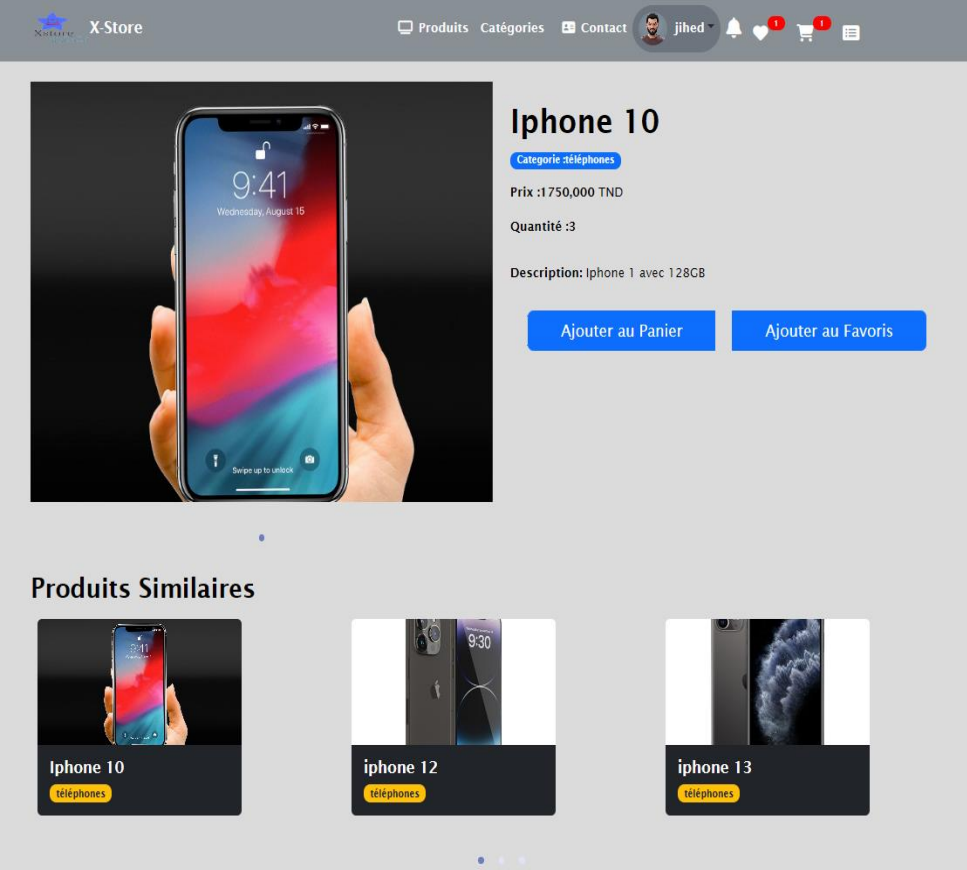 Xstore
X-Store
Produits
Catégories
Contact
jihed
1
1
9:41
Wednesday, August 15
Swipe up to unlock
Iphone 10
Categorie :téléphones
Prix :1750,000 TND
Quantité :3
Description: Iphone 1 avec 128GB
Ajouter au Panier
Ajouter au Favoris
Produits Similaires
9:41
9:30
Iphone 10
téléphones
iphone 12
téléphones
iphone 13
téléphones